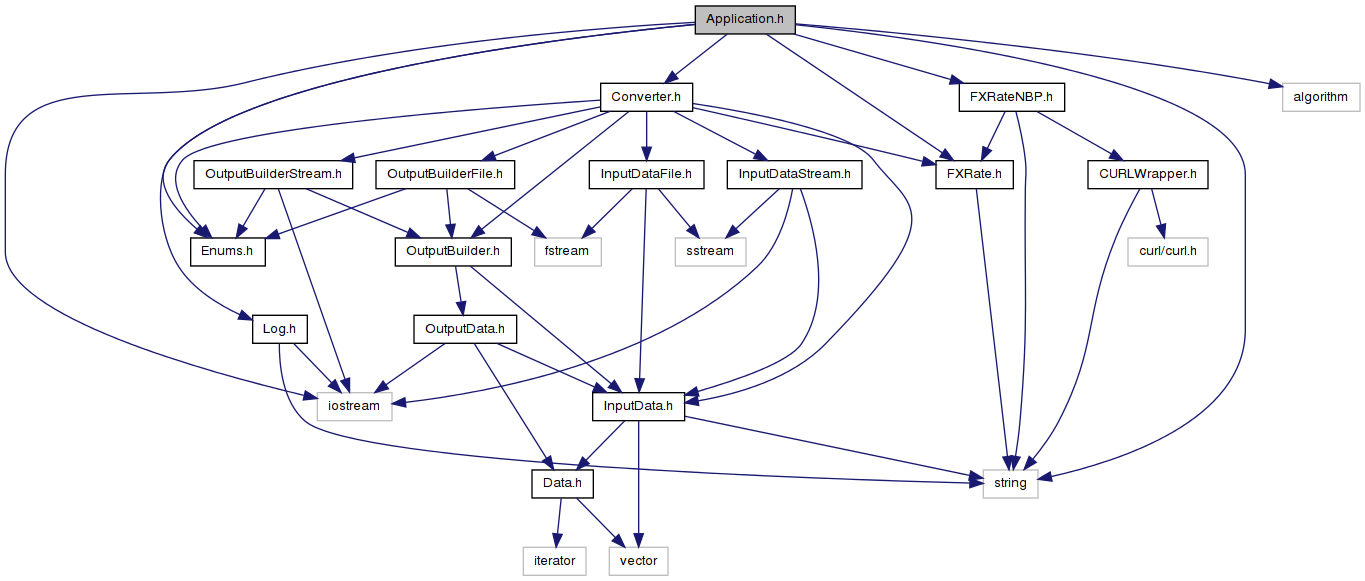 Application.h
Converter.h
FXRateNBP.h
algorithm
OutputBuilderStream.h
OutputBuilderFile.h
InputDataFile.h
InputDataStream.h
FXRate.h
CURLWrapper.h
Enums.h
OutputBuilder.h
fstream
sstream
curl/curl.h
Log.h
OutputData.h
iostream
InputData.h
Data.h
string
iterator
vector